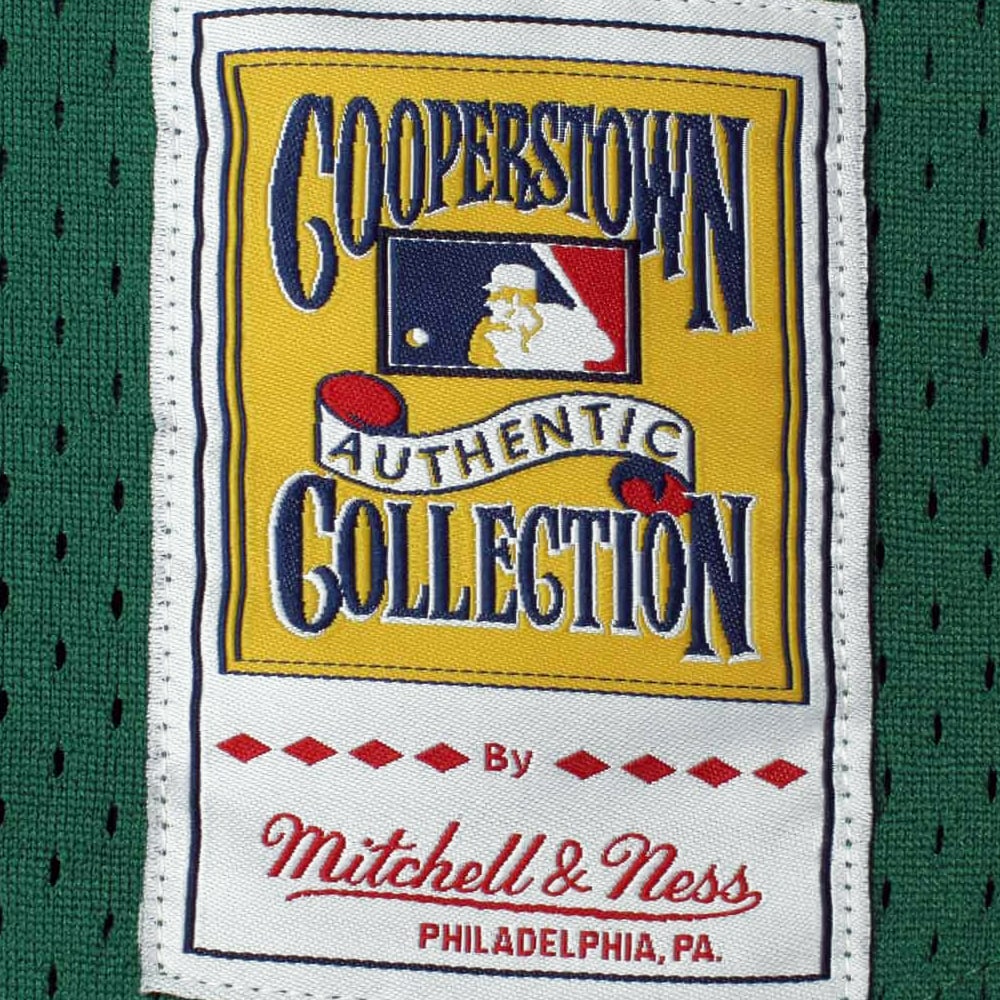 COOPERSTOWN
AUTHENTIC
COLLECTION
By
Mitchell & Ness
PHILADELPHIA, PA.